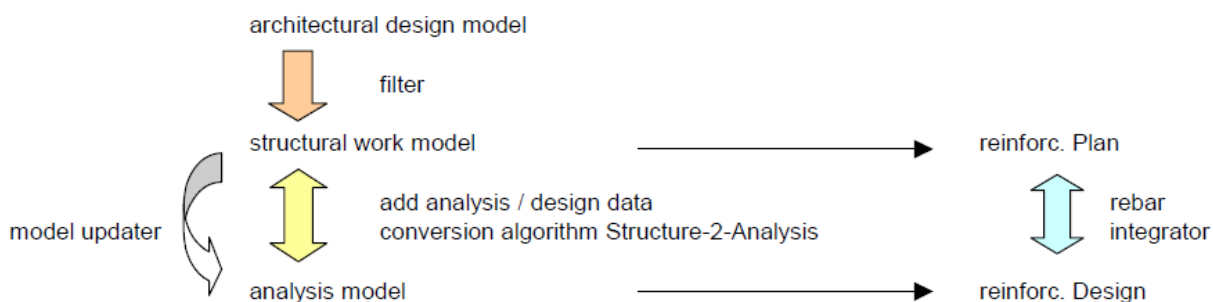 architectural design model
filter
structural work model
reinforc. Plan
add analysis / design data
rebar
model updater
conversion algorithm Structure-2-Analysis
integrator
analysis model
reinforc. Design